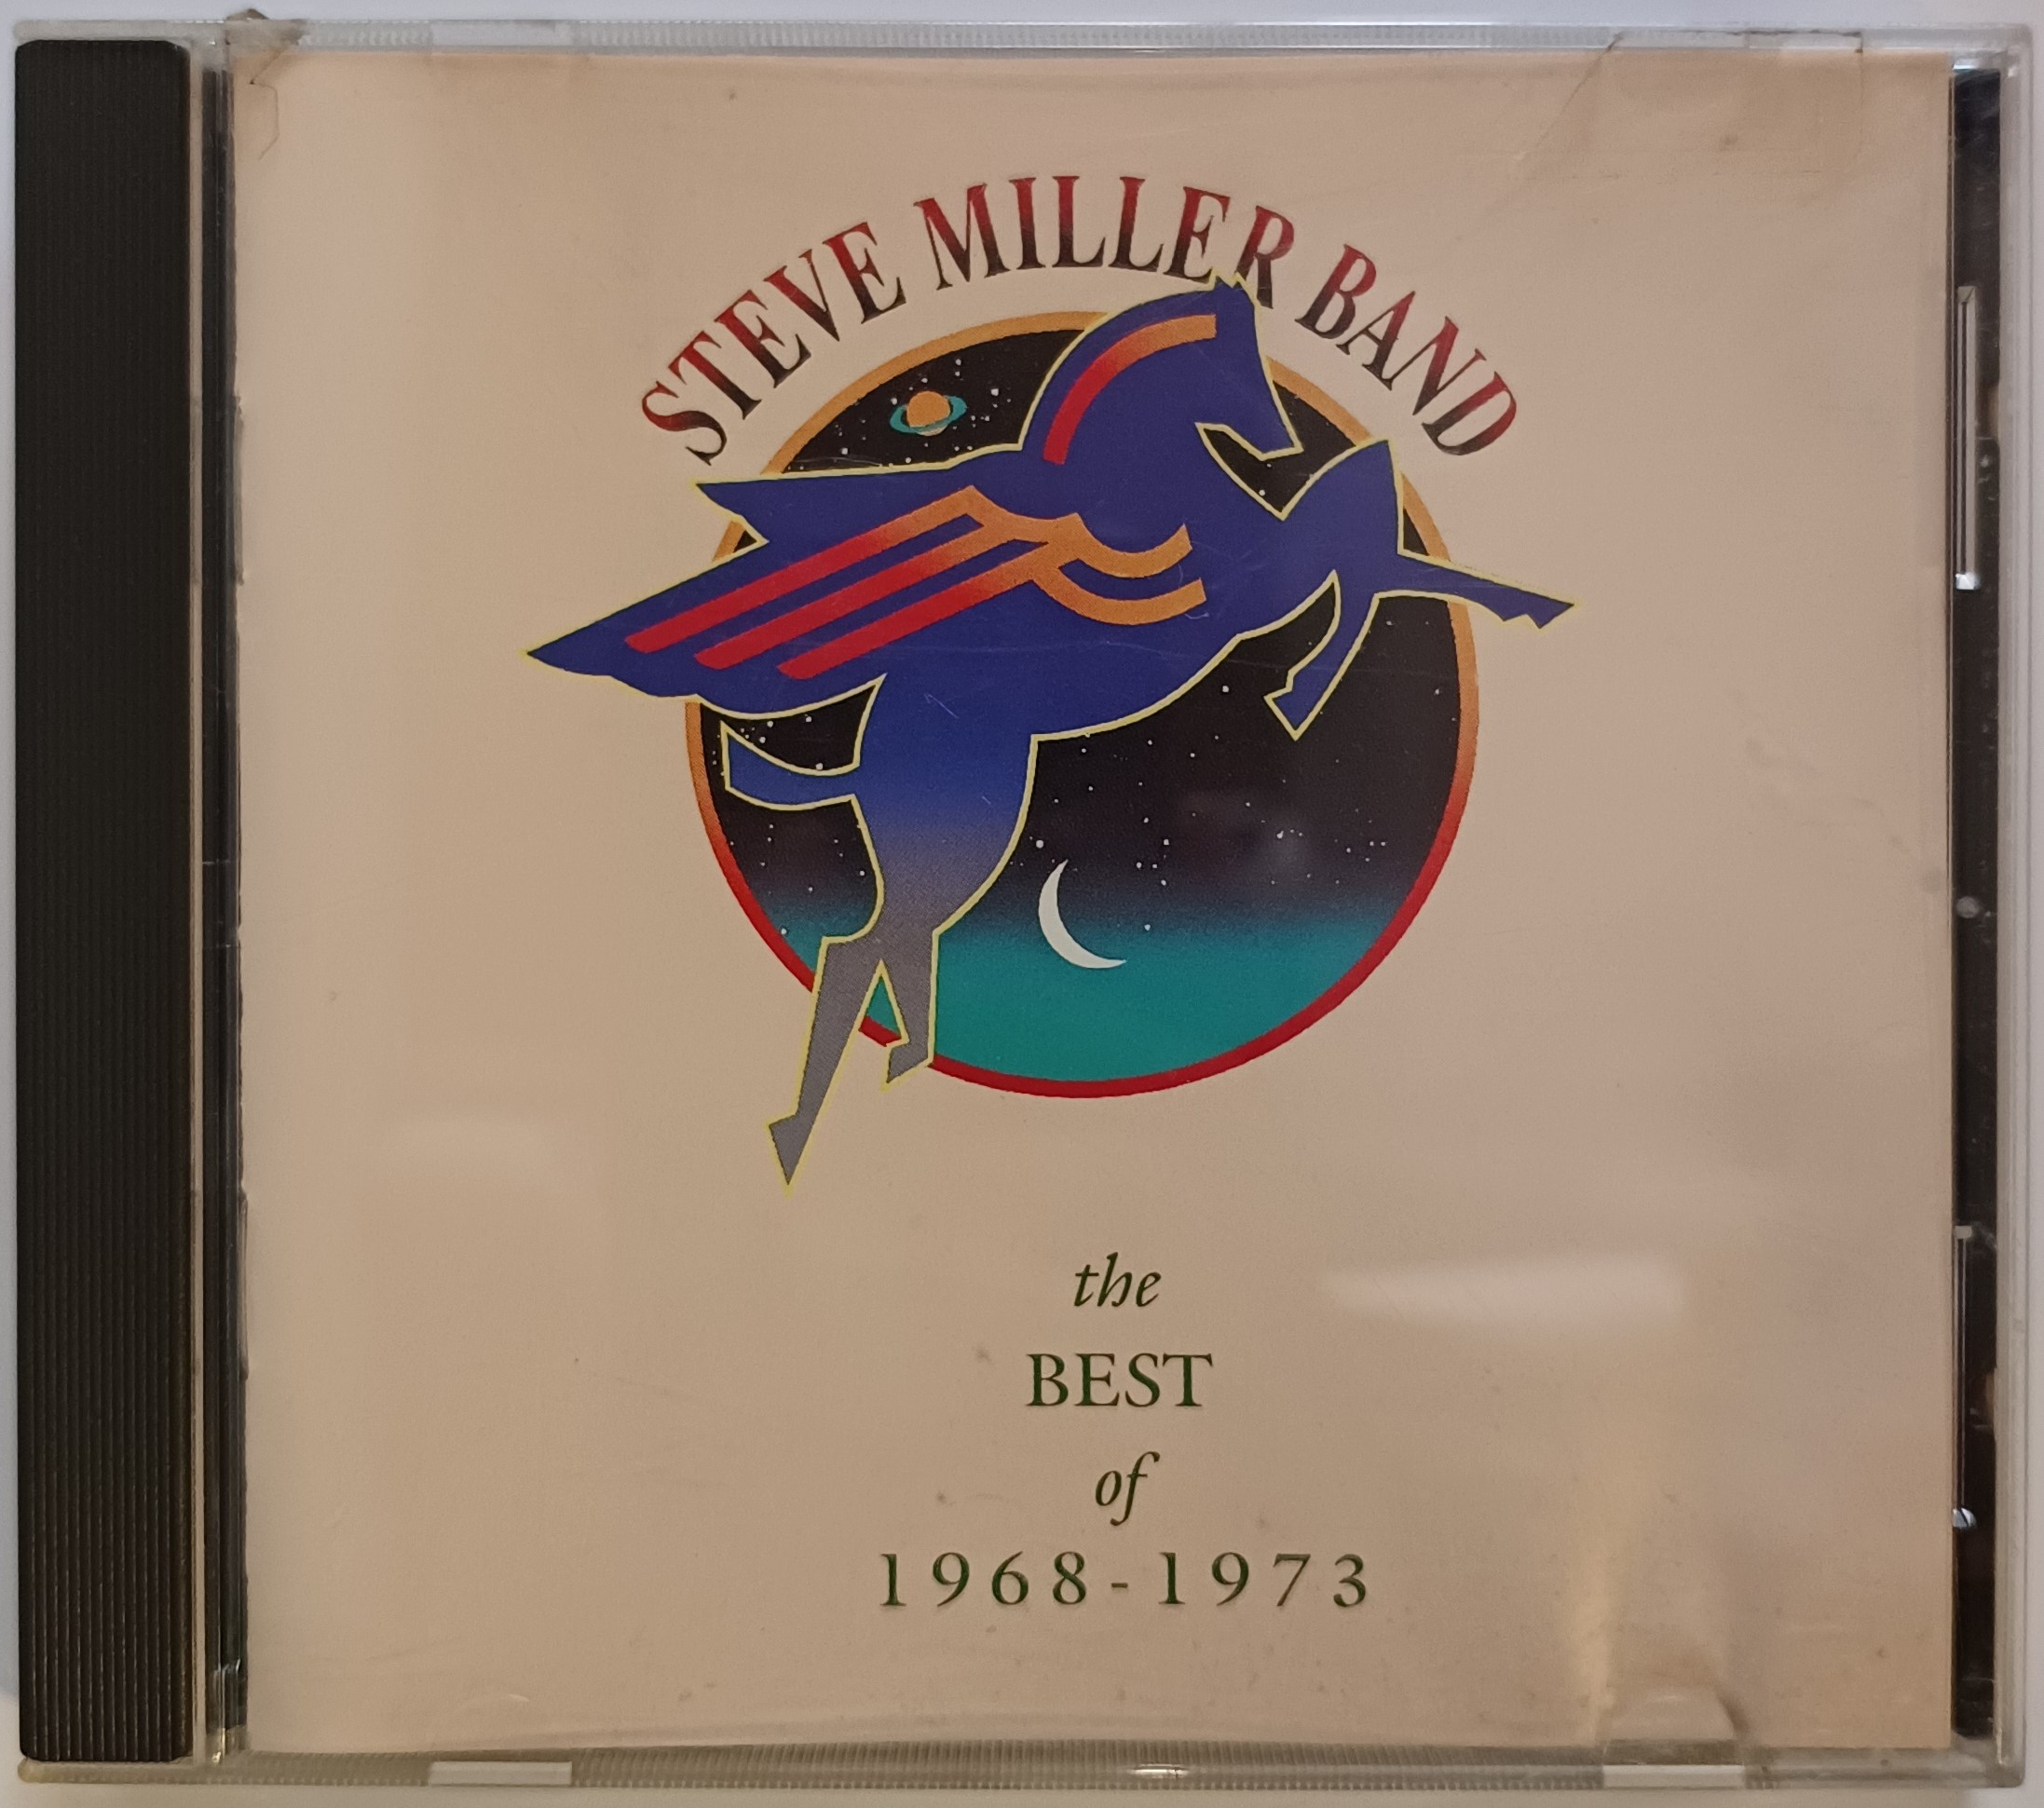 STEVE MILLER BAND
the
BEST
of
1968-1973